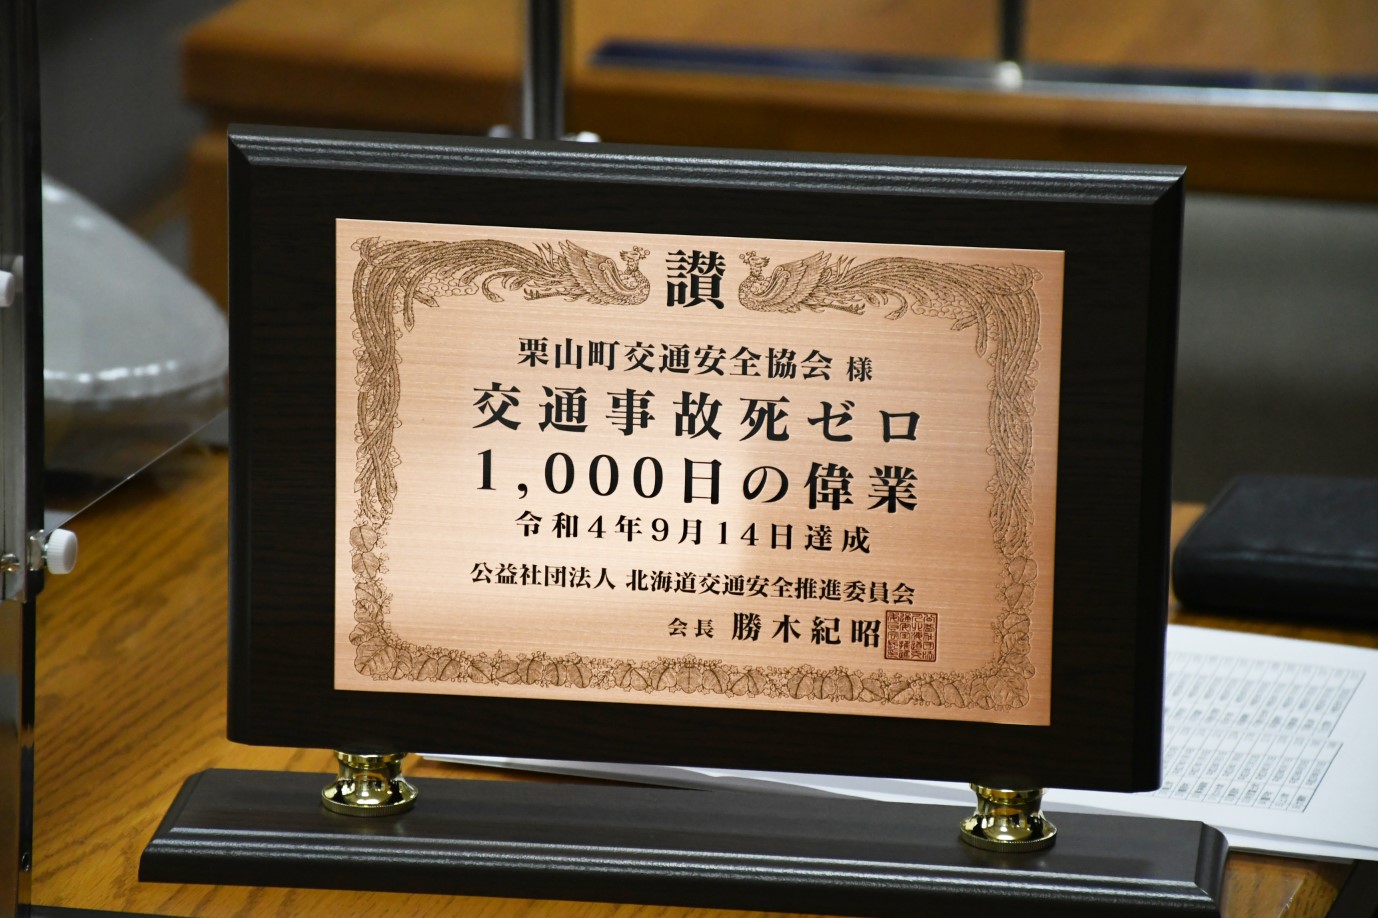 讃
栗山町交通安全協会 様
交通事故死ゼロ
1,000日の偉業
令和4年9月14日達成
公益社団法人 北海道交通安全推進委員会
会長 勝木紀昭